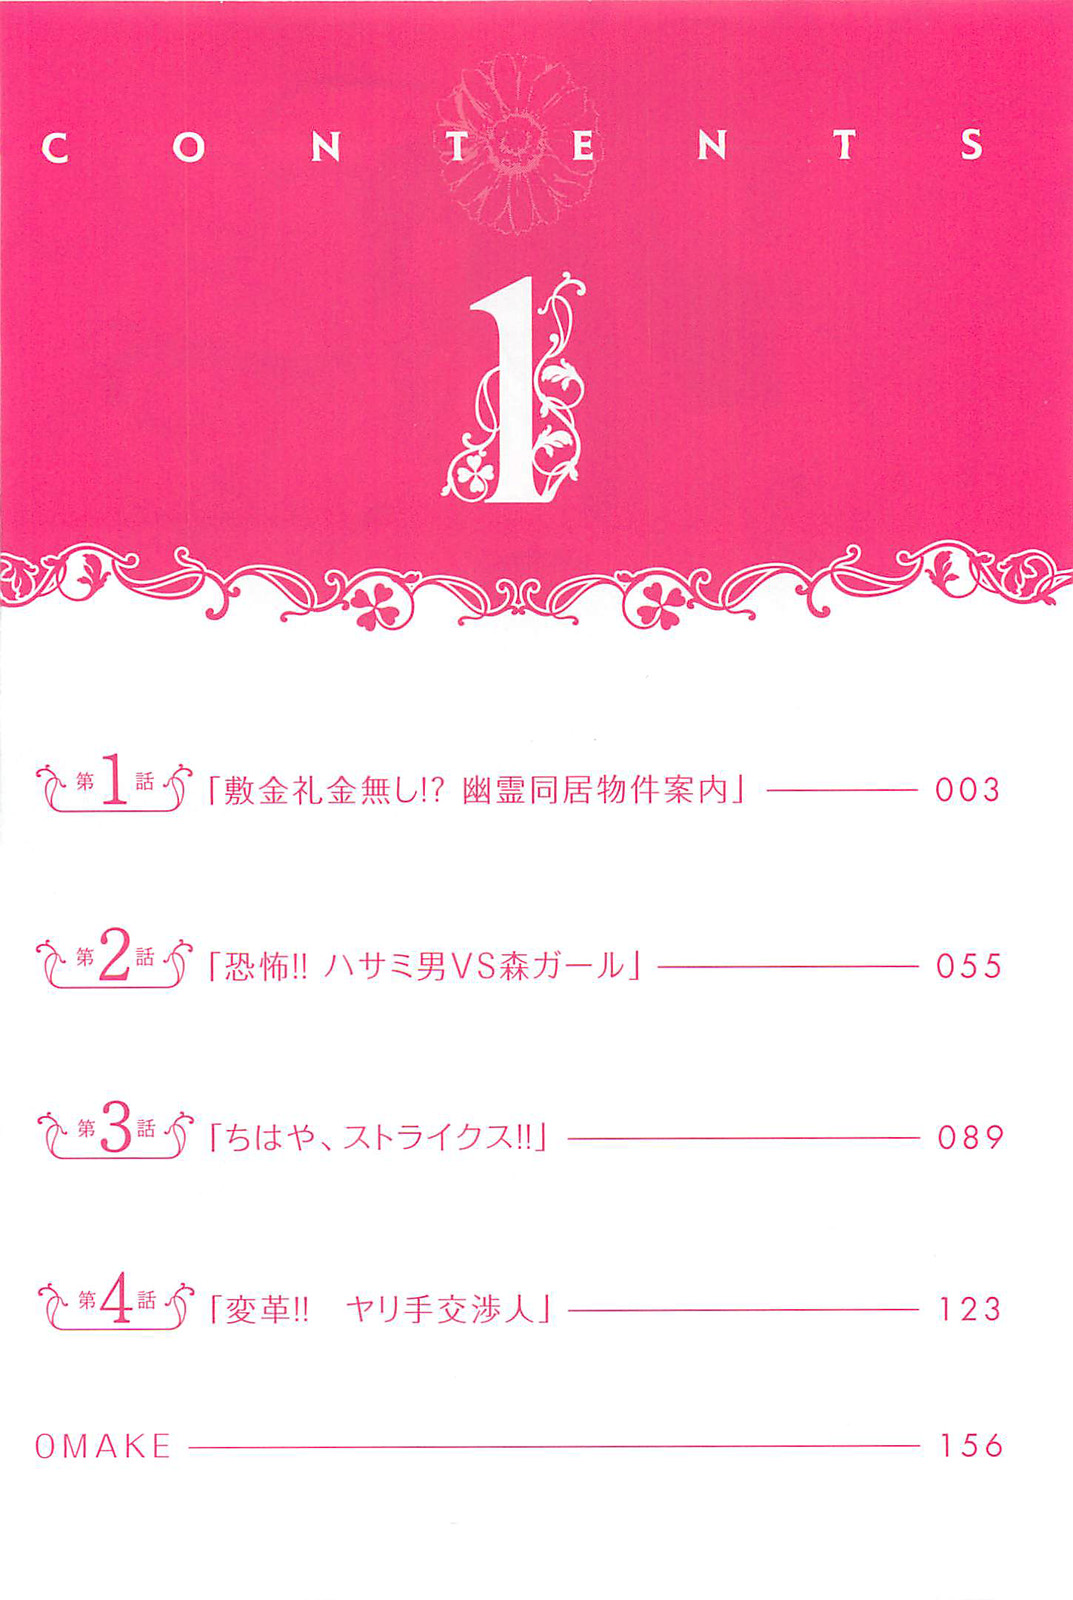 CONTENTS
1
第1話 「敷金礼金無し!? 幽霊同居物件案内」 003
第2話 「恐怖!! ハサミ男VS森ガール」 055
第3話 「ちはや、ストライクス!!」 089
第4話 「変革!!　ヤリ手交渉人」 123
OMAKE 156